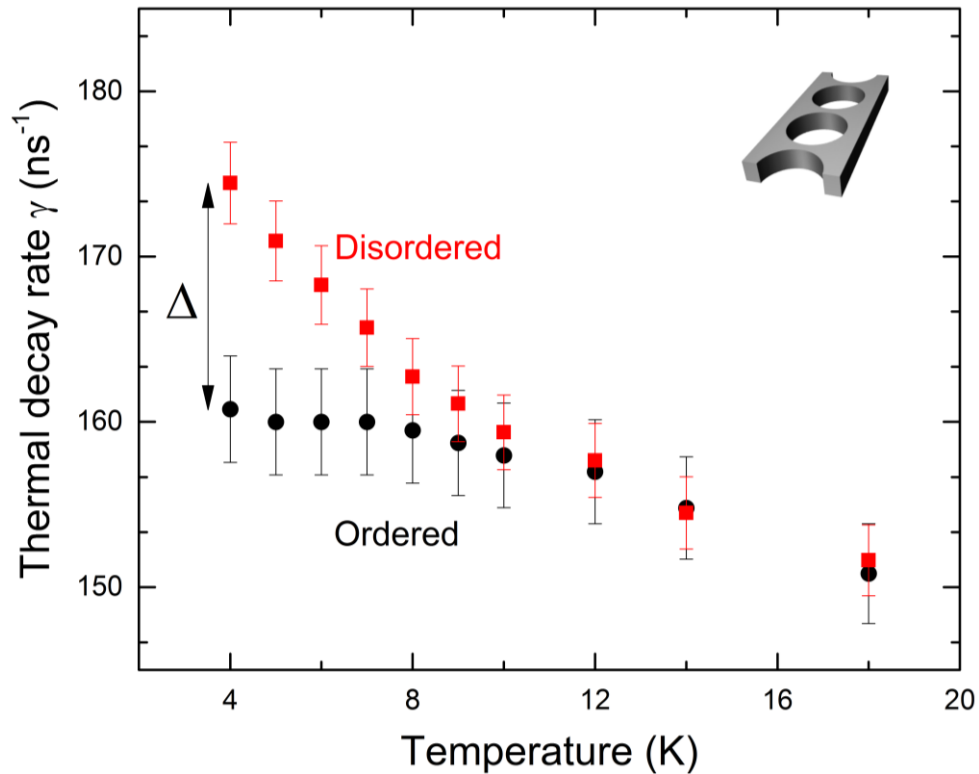 Thermal decay rate γ (ns⁻¹)
180
170
160
150
Δ
Disordered
Ordered
4
8
12
16
20
Temperature (K)